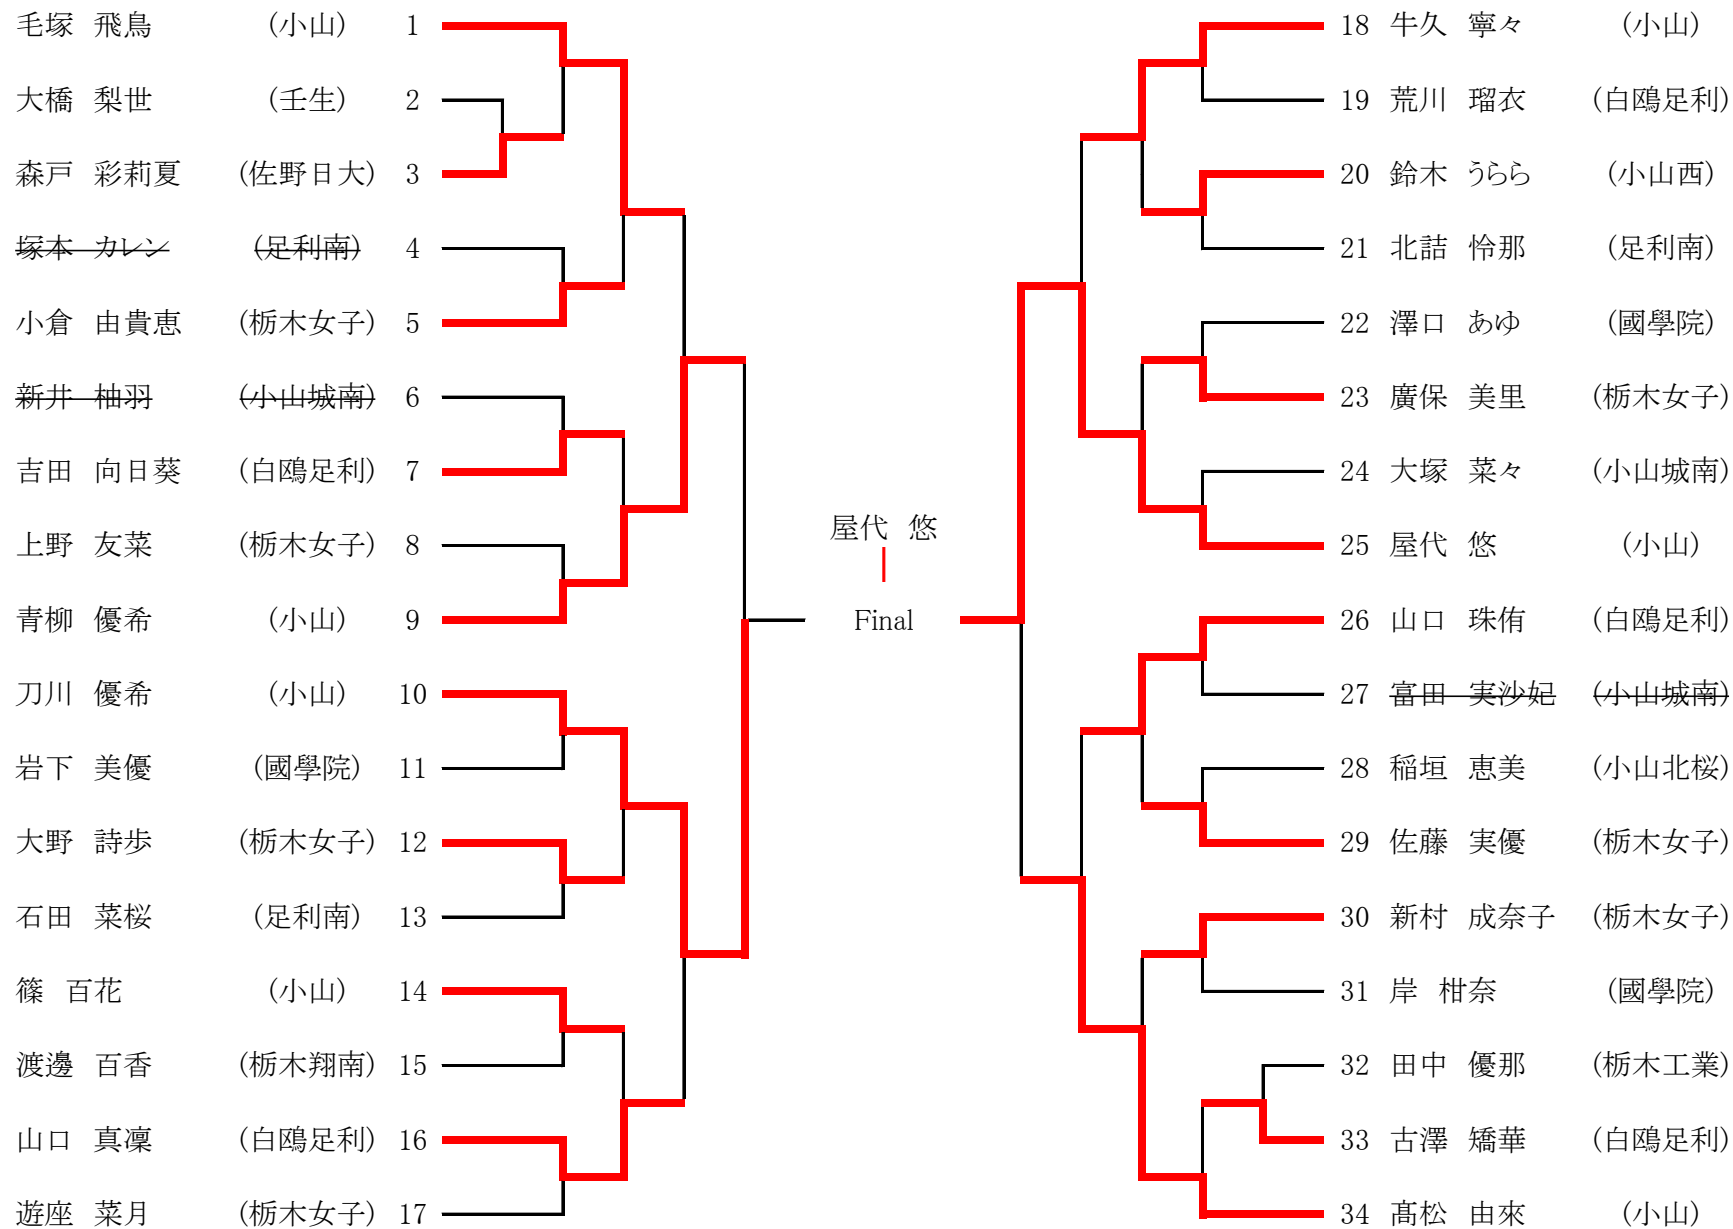 毛塚 飛鳥 (小山) 1
大橋 梨世 (壬生) 2
森戸 彩莉夏 (佐野日大) 3
塚本 カレン (足利南) 4
小倉 由貴恵 (栃木女子) 5
新井 柚羽 (小山城南) 6
吉田 向日葵 (白鴎足利) 7
上野 友菜 (栃木女子) 8
青柳 優希 (小山) 9
刀川 優希 (小山) 10
岩下 美優 (國學院) 11
大野 詩歩 (栃木女子) 12
石田 菜桜 (足利南) 13
篠 百花 (小山) 14
渡邊 百香 (栃木翔南) 15
山口 真凜 (白鴎足利) 16
遊座 菜月 (栃木女子) 17
屋代 悠
Final
18 牛久 寧々 (小山)
19 荒川 瑠衣 (白鴎足利)
20 鈴木 うらら (小山西)
21 北詰 怜那 (足利南)
22 澤口 あゆ (國學院)
23 廣保 美里 (栃木女子)
24 大塚 菜々 (小山城南)
25 屋代 悠 (小山)
26 山口 珠侑 (白鴎足利)
27 富田 実沙妃 (小山城南)
28 稲垣 恵美 (小山北桜)
29 佐藤 実優 (栃木女子)
30 新村 成奈子 (栃木女子)
31 岸 柑奈 (國學院)
32 田中 優那 (栃木工業)
33 古澤 矯華 (白鴎足利)
34 髙松 由來 (小山)